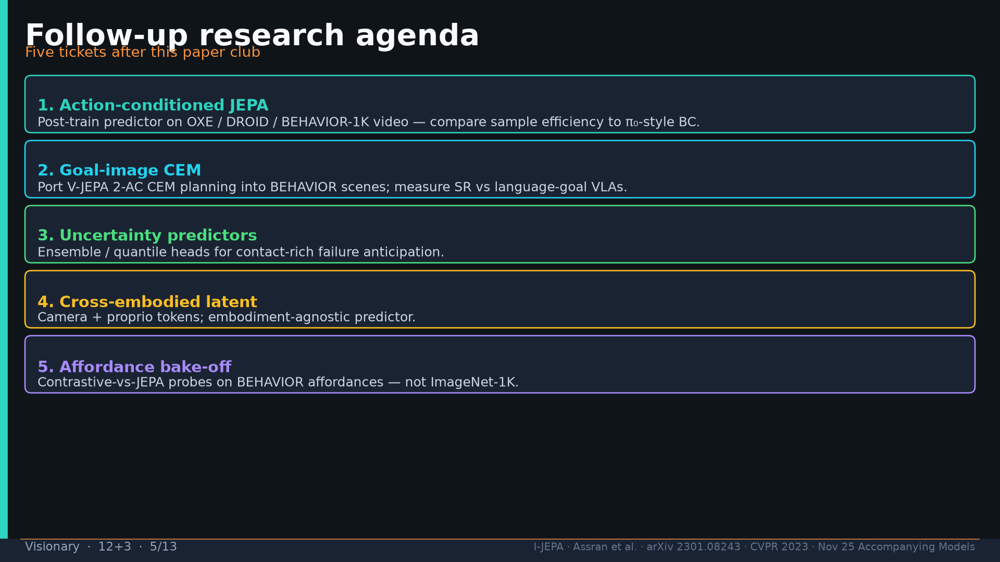 Follow-up research agenda
Five tickets after this paper club
1. Action-conditioned JEPA
Post-train predictor on OXE / DROID / BEHAVIOR-1K video — compare sample efficiency to π₀-style BC.
2. Goal-image CEM
Port V-JEPA 2-AC CEM planning into BEHAVIOR scenes; measure SR vs language-goal VLAs.
3. Uncertainty predictors
Ensemble / quantile heads for contact-rich failure anticipation.
4. Cross-embodied latent
Camera + proprio tokens; embodiment-agnostic predictor.
5. Affordance bake-off
Contrastive-vs-JEPA probes on BEHAVIOR affordances — not ImageNet-1K.
Visionary · 12+3 · 5/13
I-JEPA · Assran et al. · arXiv 2301.08243 · CVPR 2023 · Nov 25 Accompanying Models